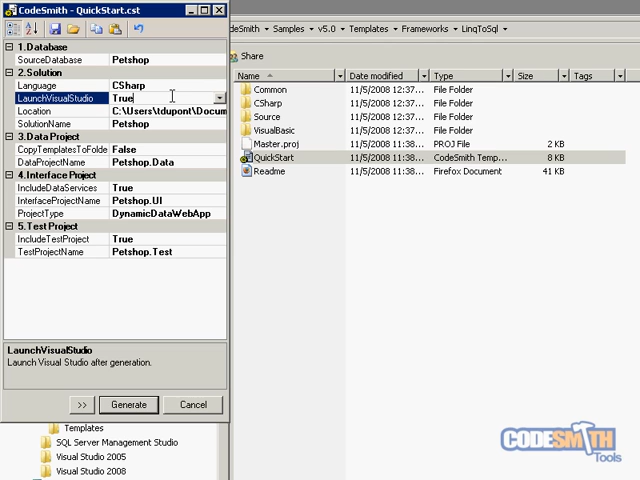 CodeSmith - QuickStart.cst
1.Database
SourceDatabase Petshop
2.Solution
Language CSharp
LaunchVisualStudio True
Location C:\Users\tdupont\Docum
SolutionName Petshop
3.Data Project
CopyTemplatesToFolde False
DataProjectName Petshop.Data
4.Interface Project
IncludeDataServices True
InterfaceProjectName Petshop.UI
ProjectType DynamicDataWebApp
5.Test Project
IncludeTestProject True
TestProjectName Petshop.Test
LaunchVisualStudio
Launch Visual Studio after generation.
>> Generate Cancel
Templates
SQL Server Management Studio
Visual Studio 2005
Visual Studio 2008
deSmith Samples v5.0 Templates Frameworks LinqToSql
Share
Name Date modified Type Size Tags
Common 11/5/2008 12:37... File Folder
CSharp 11/5/2008 12:37... File Folder
Source 11/5/2008 12:37... File Folder
VisualBasic 11/5/2008 12:37... File Folder
Master.proj 11/5/2008 11:38... PROJ File 2 KB
QuickStart 11/5/2008 11:38... CodeSmith Temp... 8 KB
Readme 11/5/2008 11:38... Firefox Document 41 KB
CODESMITH
Tools